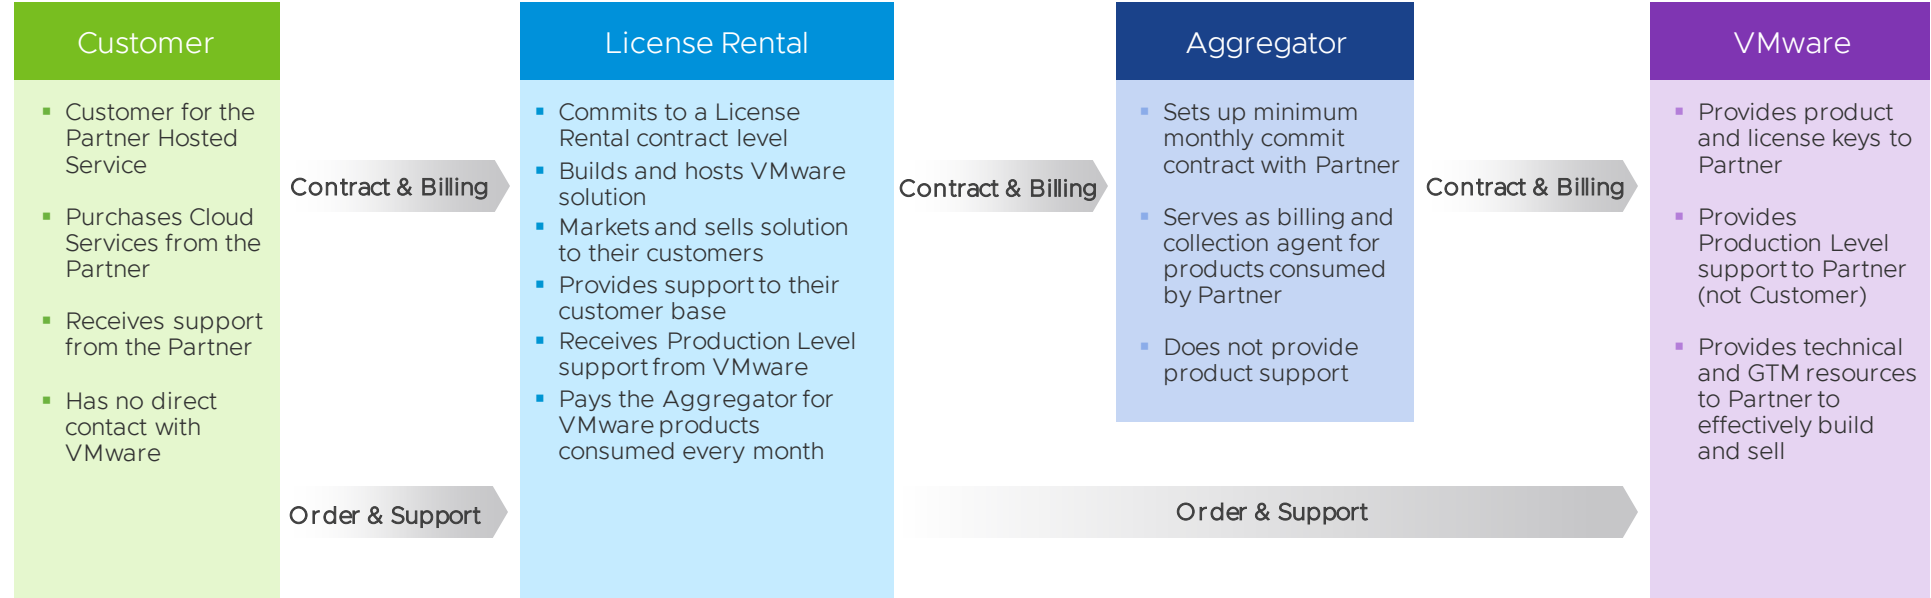 Customer
Customer for the
Partner Hosted
Service
Purchases Cloud
Services from the
Partner
Receives support
from the Partner
Has no direct
contact with
VMware
Contract & Billing
Order & Support
License Rental
Commits to a License
Rental contract level
Builds and hosts VMware
solution
Markets and sells solution
to their customers
Provides support to their
customer base
Receives Production Level
support from VMware
Pays the Aggregator for
VMware products
consumed every month
Contract & Billing
Aggregator
Sets up minimum
monthly commit
contract with Partner
Serves as billing and
collection agent for
products consumed
by Partner
Does not provide
product support
Contract & Billing
Order & Support
VMware
Provides product
and license keys to
Partner
Provides
Production Level
support to Partner
(not Customer)
Provides technical
and GTM resources
to Partner to
effectively build
and sell